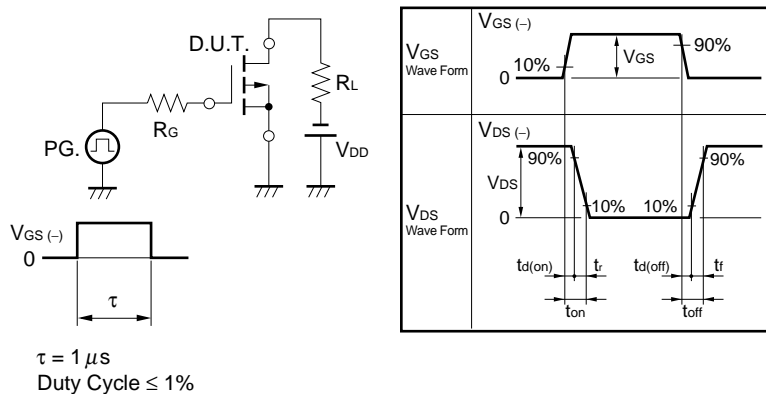 D.U.T.
RL
RG
PG.
VDD
VGS (−)
0
τ
τ = 1 μs
Duty Cycle ≤ 1%
VGS
Wave Form
VGS (−)
10%
0
VGS
90%
VDS
Wave Form
VDS (−)
90%
VDS
0
10%
10%
90%
td(on)
tr
td(off)
tf
ton
toff